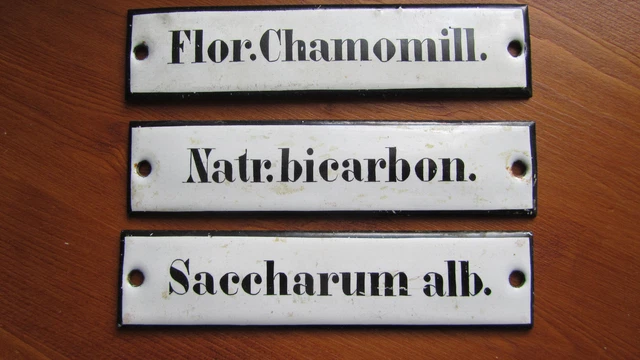 Flor.Chamomill.
Natr.bicarbon.
Saccharum alb.